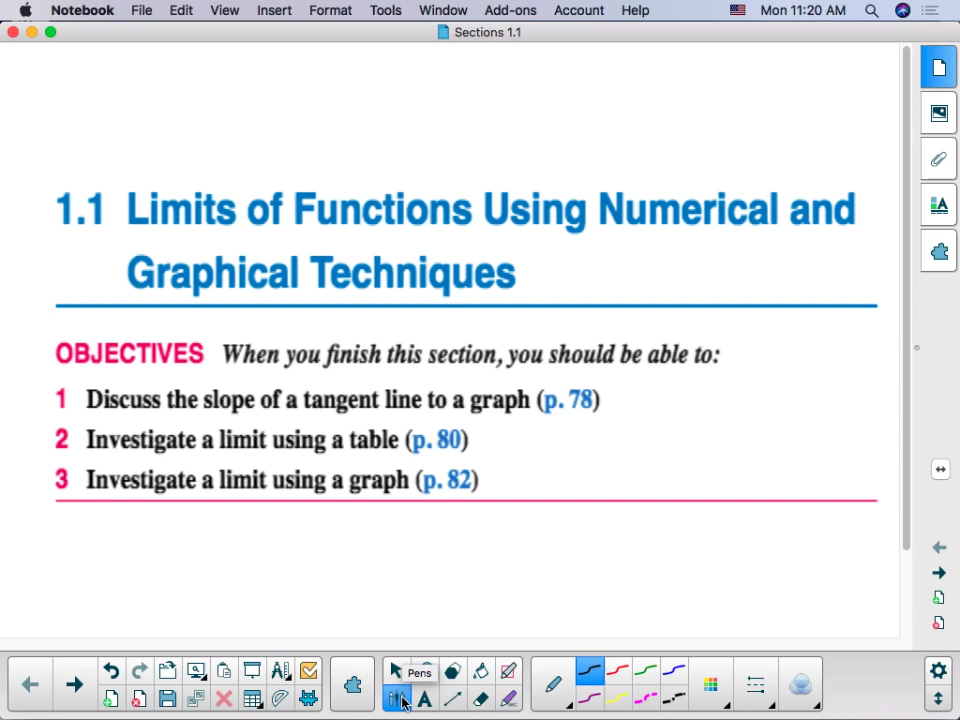 Notebook File Edit View Insert Format Tools Window Add-ons Account Help Mon 11:20 AM
Sections 1.1
1.1 Limits of Functions Using Numerical and
Graphical Techniques
OBJECTIVES When you finish this section, you should be able to:
1 Discuss the slope of a tangent line to a graph (p. 78)
2 Investigate a limit using a table (p. 80)
3 Investigate a limit using a graph (p. 82)
Pens